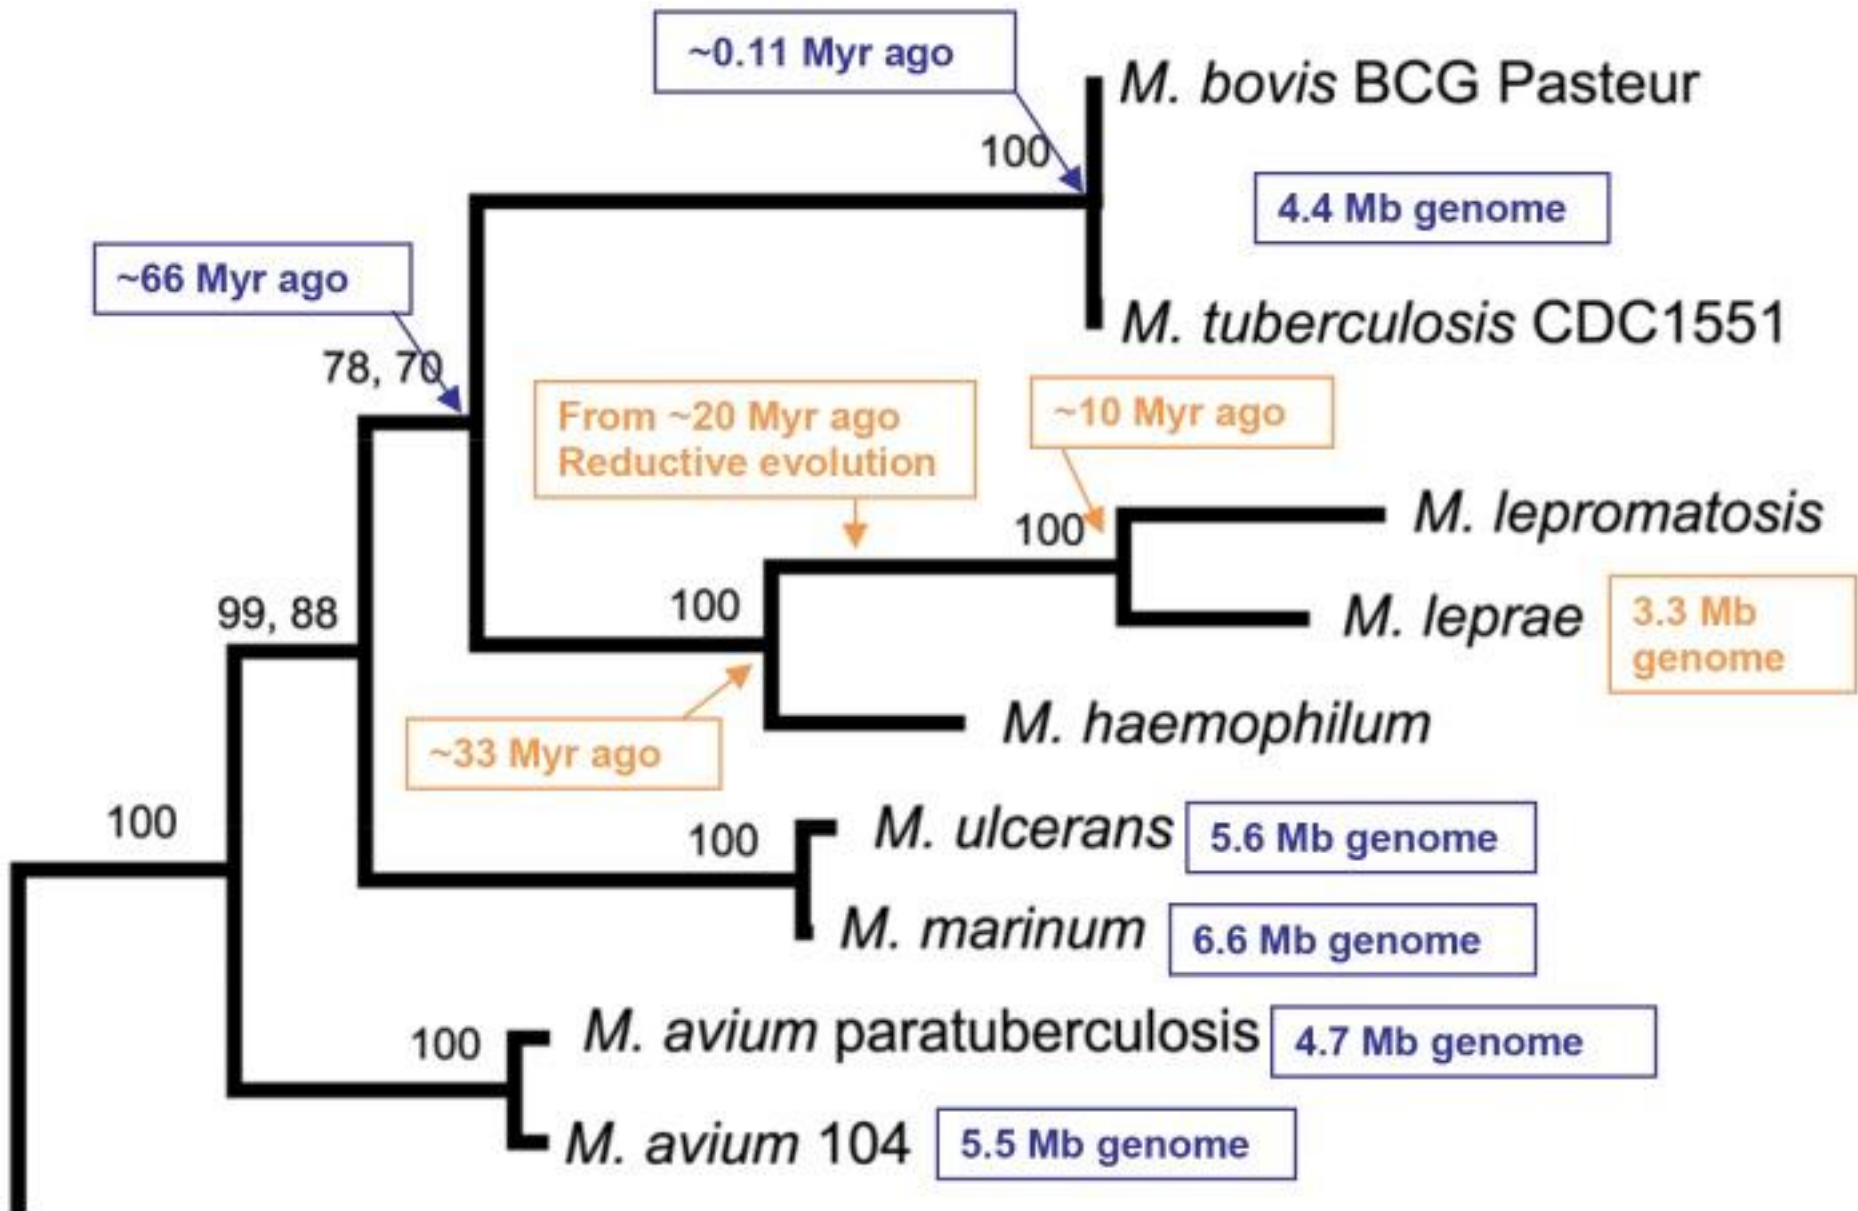 ~0.11 Myr ago
M. bovis BCG Pasteur
100
4.4 Mb genome
~66 Myr ago
M. tuberculosis CDC1551
78, 70
From ~20 Myr ago
Reductive evolution
~10 Myr ago
100
M. lepromatosis
99, 88
100
M. leprae
3.3 Mb
genome
~33 Myr ago
M. haemophilum
100
100
M. ulcerans
5.6 Mb genome
M. marinum
6.6 Mb genome
100
M. avium paratuberculosis
4.7 Mb genome
M. avium 104
5.5 Mb genome